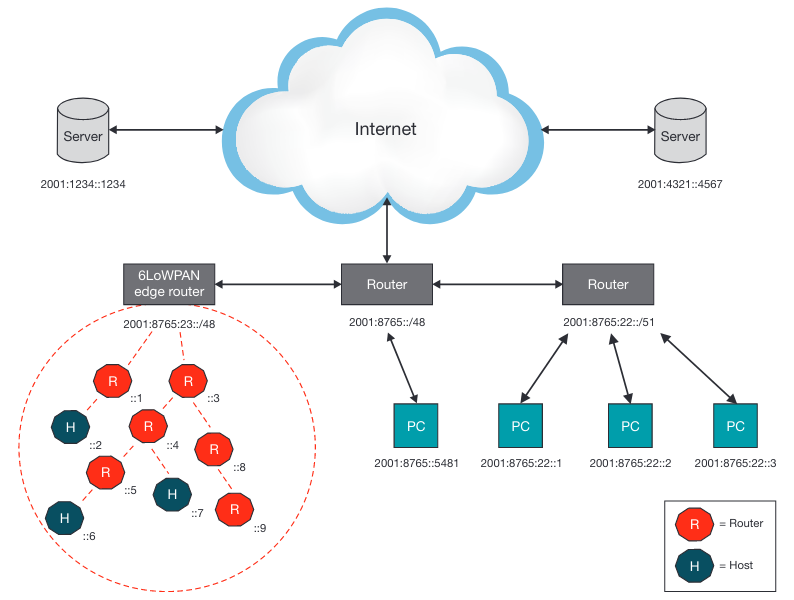 Internet
Server
Server
2001:1234::1234
2001:4321::4567
6LoWPAN
edge router
Router
Router
2001:8765:23::/48
2001:8765::/48
2001:8765:22::/51
R
::1
R
::3
H
::2
R
::4
R
::8
R
::5
H
::7
R
::9
H
::6
PC
PC
PC
PC
2001:8765::5481
2001:8765:22::1
2001:8765:22::2
2001:8765:22::3
R = Router
H = Host